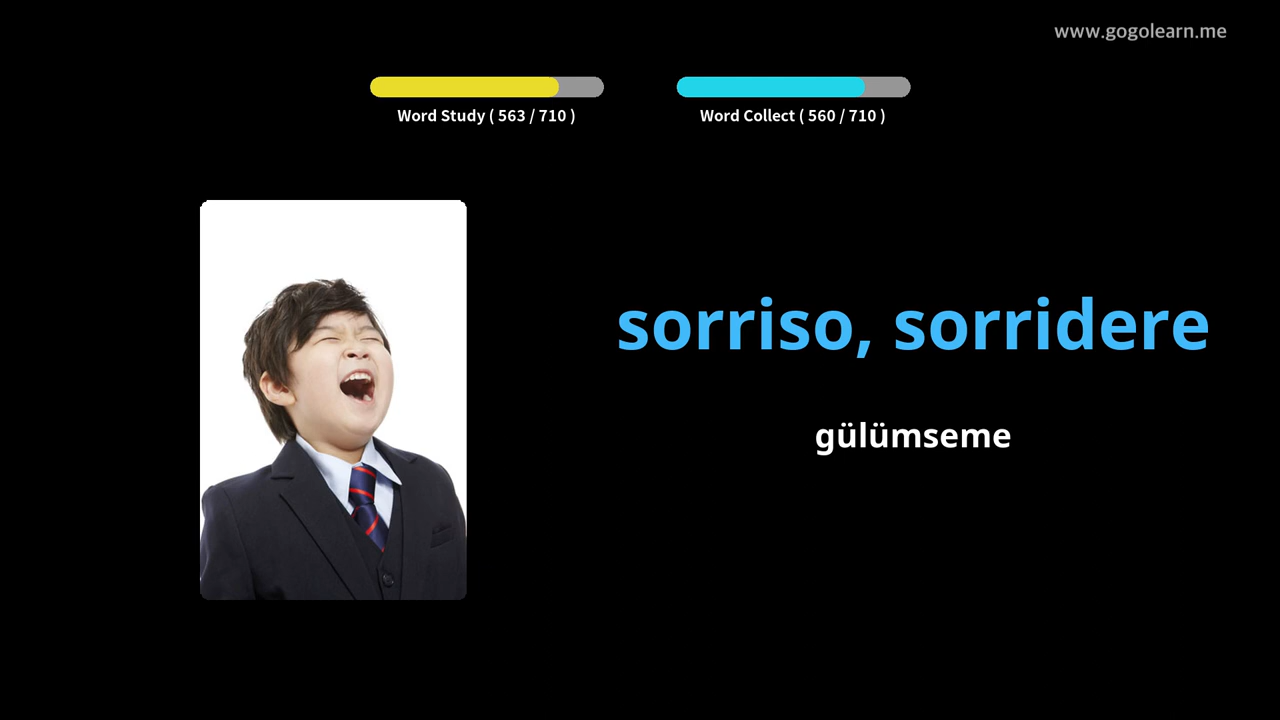 www.gogolearn.me
Word Study ( 563 / 710 )
Word Collect ( 560 / 710 )
sorriso, sorridere
gülümseme